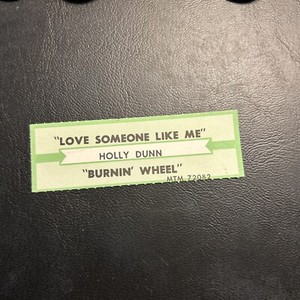 "LOVE SOMEONE LIKE ME"
HOLLY DUNN
"BURNIN' WHEEL"
MTM 72082